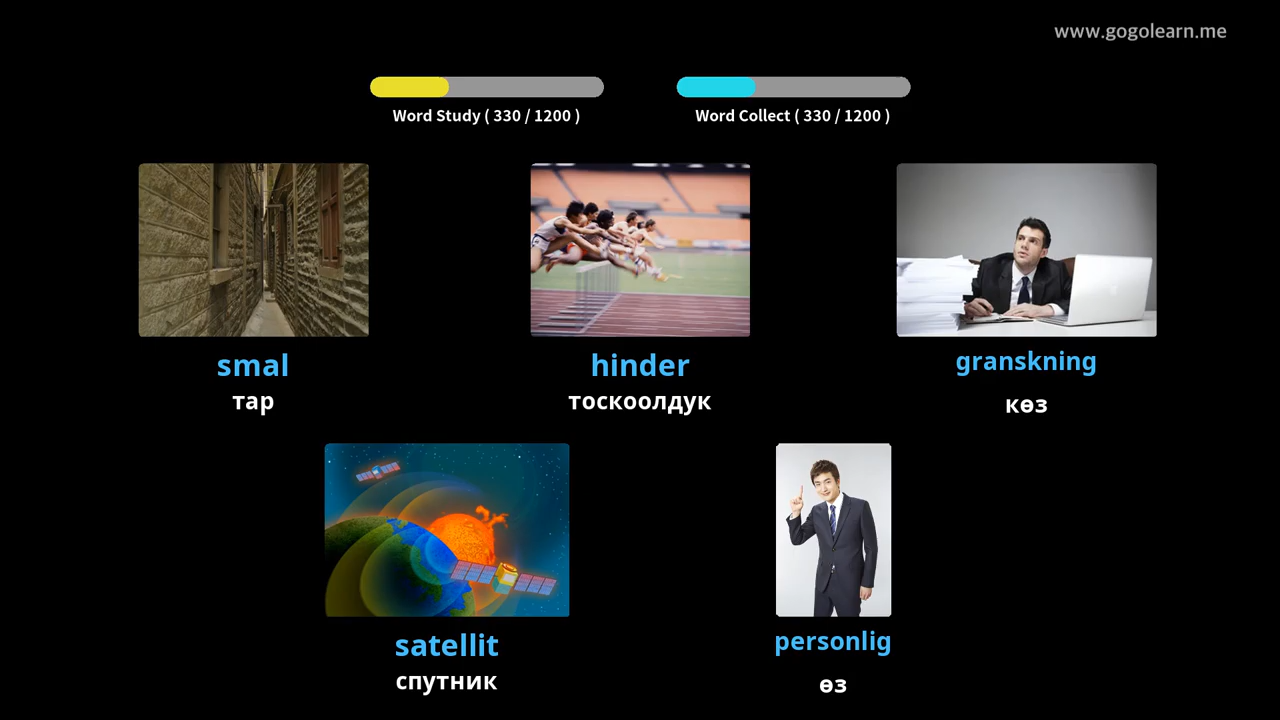 www.gogolearn.me
Word Study ( 330 / 1200 )
Word Collect ( 330 / 1200 )
smal
тар
hinder
тоскоолдук
granskning
көз
satellit
спутник
personlig
өз